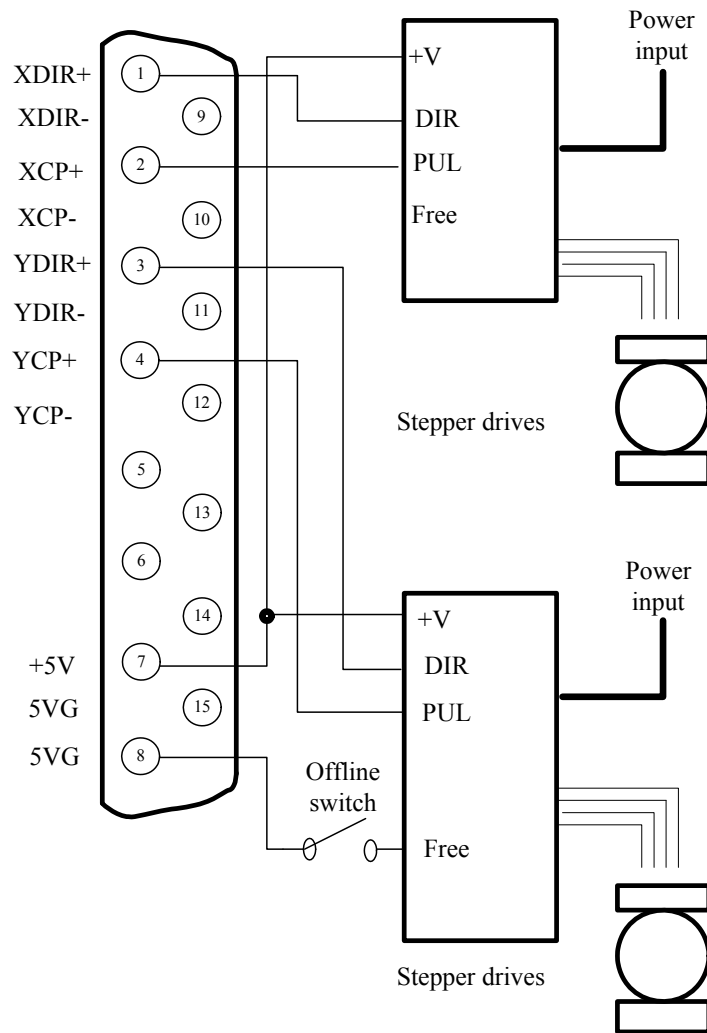 XDIR+
XDIR-
XCP+
XCP-
YDIR+
YDIR-
YCP+
YCP-
+5V
5VG
5VG
1
9
2
10
3
11
4
12
5
13
6
14
7
15
8
+V
DIR
PUL
Free
Power
input
Stepper drives
+V
DIR
PUL
Free
Power
input
Offline
switch
Stepper drives